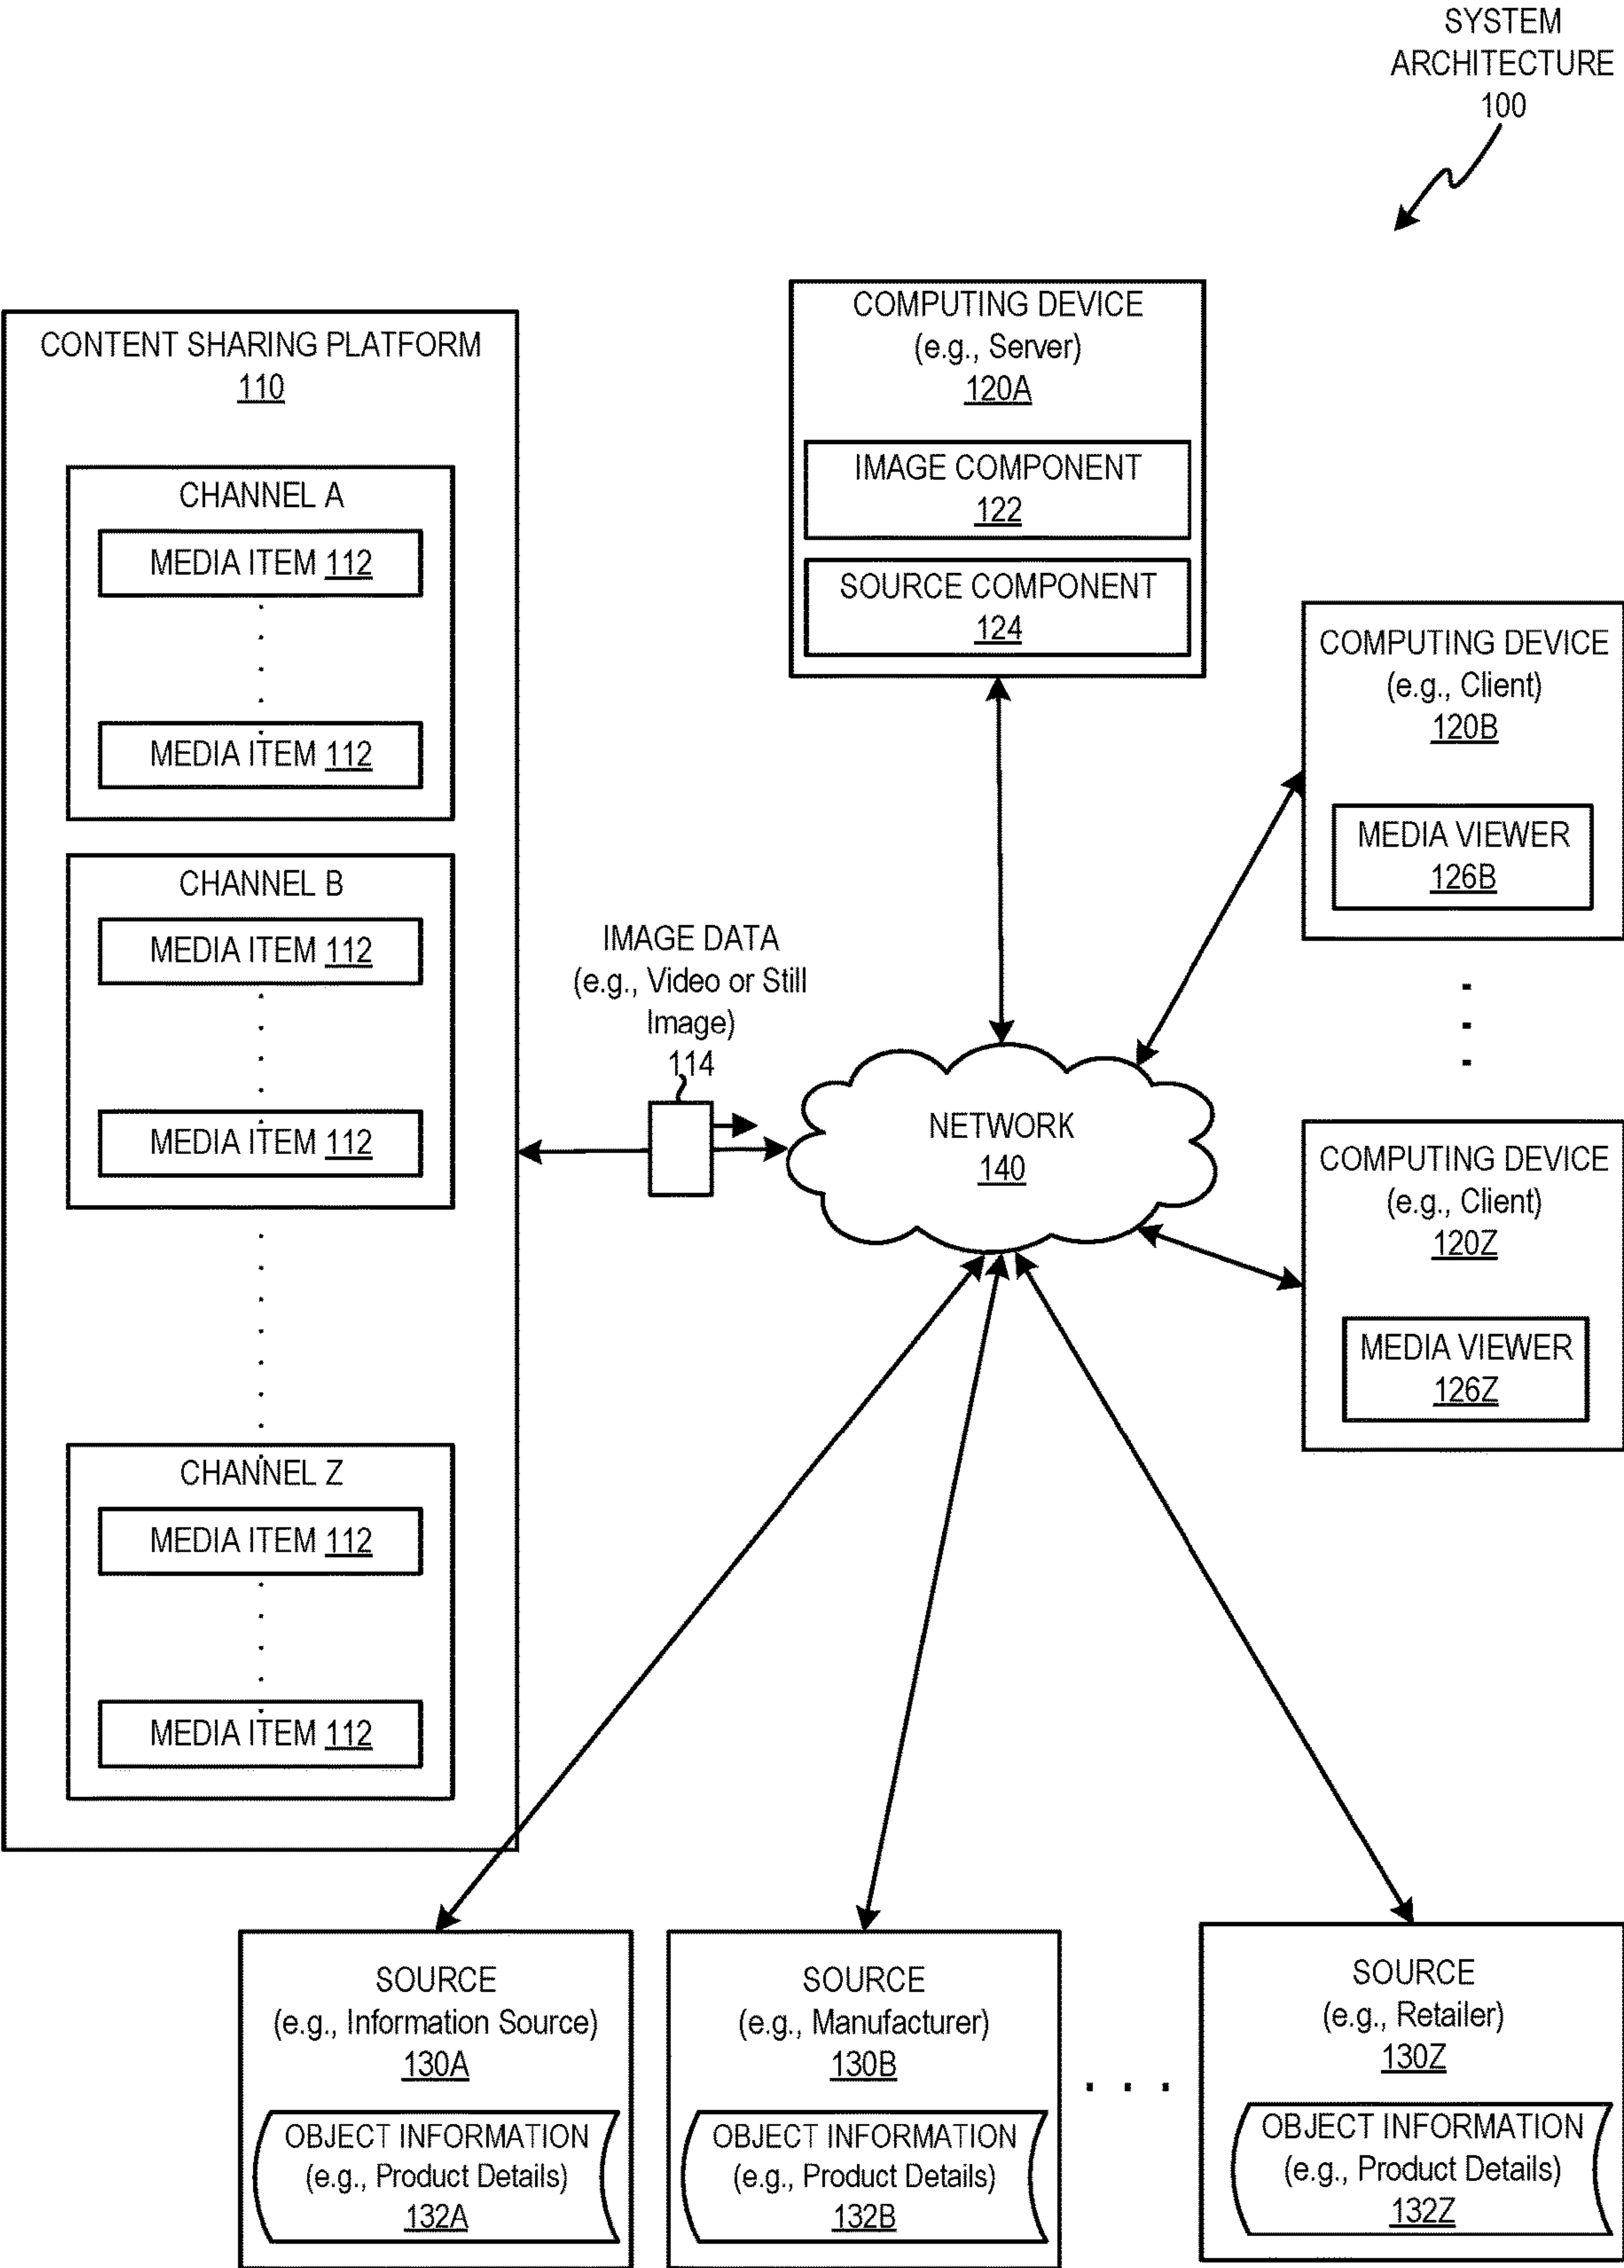 SYSTEM
ARCHITECTURE
100
CONTENT SHARING PLATFORM
110
CHANNEL A
MEDIA ITEM 112
MEDIA ITEM 112
CHANNEL B
MEDIA ITEM 112
MEDIA ITEM 112
CHANNEL Z
MEDIA ITEM 112
MEDIA ITEM 112
COMPUTING DEVICE
(e.g., Server)
120A
IMAGE COMPONENT
122
SOURCE COMPONENT
124
COMPUTING DEVICE
(e.g., Client)
120B
MEDIA VIEWER
126B
IMAGE DATA
(e.g., Video or Still
Image)
114
NETWORK
140
COMPUTING DEVICE
(e.g., Client)
120Z
MEDIA VIEWER
126Z
SOURCE
(e.g., Information Source)
130A
OBJECT INFORMATION
(e.g., Product Details)
132A
SOURCE
(e.g., Manufacturer)
130B
OBJECT INFORMATION
(e.g., Product Details)
132B
SOURCE
(e.g., Retailer)
130Z
OBJECT INFORMATION
(e.g., Product Details)
132Z